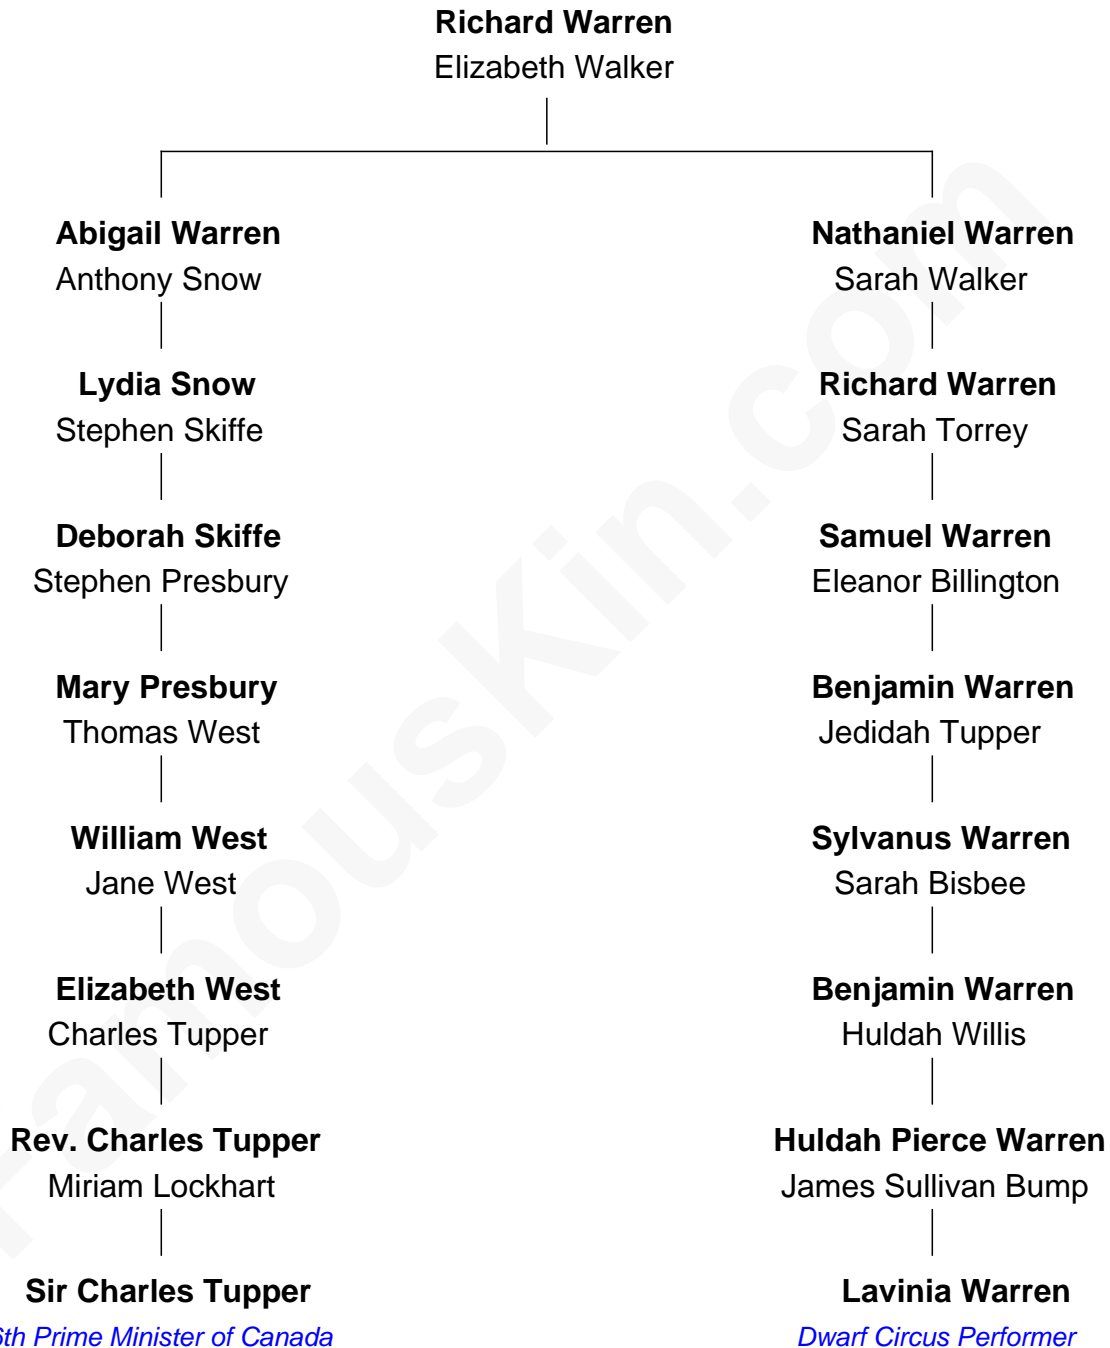 Richard Warren
Elizabeth Walker
Abigail Warren
Anthony Snow
Nathaniel Warren
Sarah Walker
Lydia Snow
Stephen Skiffe
Richard Warren
Sarah Torrey
Deborah Skiffe
Stephen Presbury
Samuel Warren
Eleanor Billington
Mary Presbury
Thomas West
Benjamin Warren
Jedidah Tupper
William West
Jane West
Sylvanus Warren
Sarah Bisbee
Elizabeth West
Charles Tupper
Benjamin Warren
Huldah Willis
Rev. Charles Tupper
Miriam Lockhart
Huldah Pierce Warren
James Sullivan Bump
Sir Charles Tupper
6th Prime Minister of Canada
Lavinia Warren
Dwarf Circus Performer
FamousKin.com